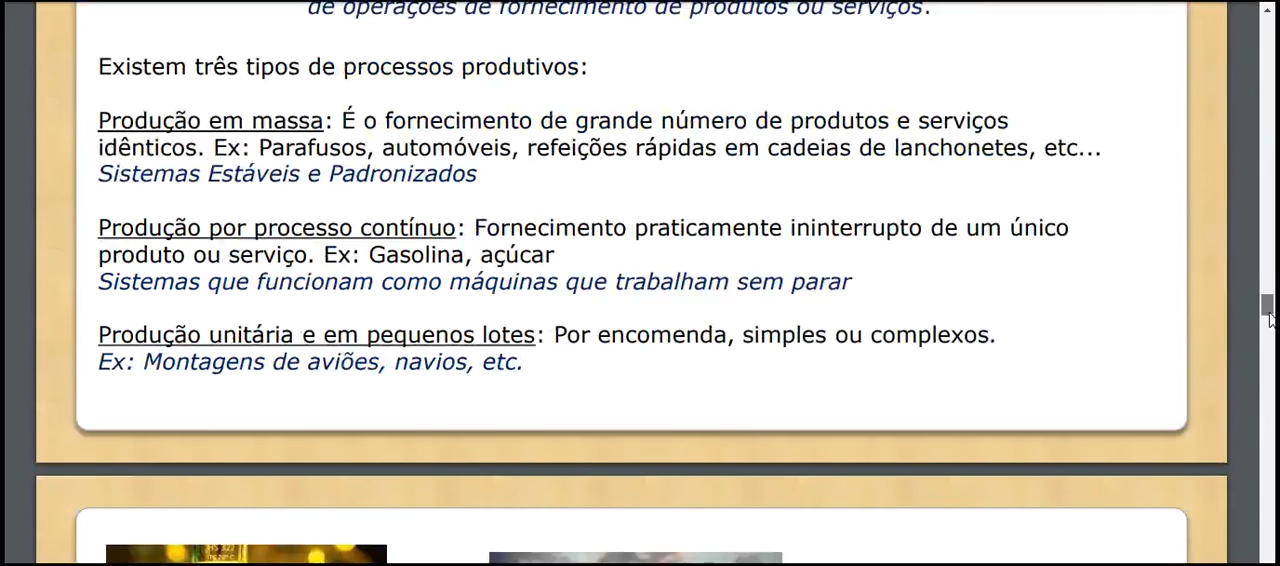 de operações de fornecimento de produtos ou serviços.
Existem três tipos de processos produtivos:
Produção em massa: É o fornecimento de grande número de produtos e serviços
idênticos. Ex: Parafusos, automóveis, refeições rápidas em cadeias de lanchonetes, etc...
Sistemas Estáveis e Padronizados
Produção por processo contínuo: Fornecimento praticamente ininterrupto de um único
produto ou serviço. Ex: Gasolina, açúcar
Sistemas que funcionam como máquinas que trabalham sem parar
Produção unitária e em pequenos lotes: Por encomenda, simples ou complexos.
Ex: Montagens de aviões, navios, etc.